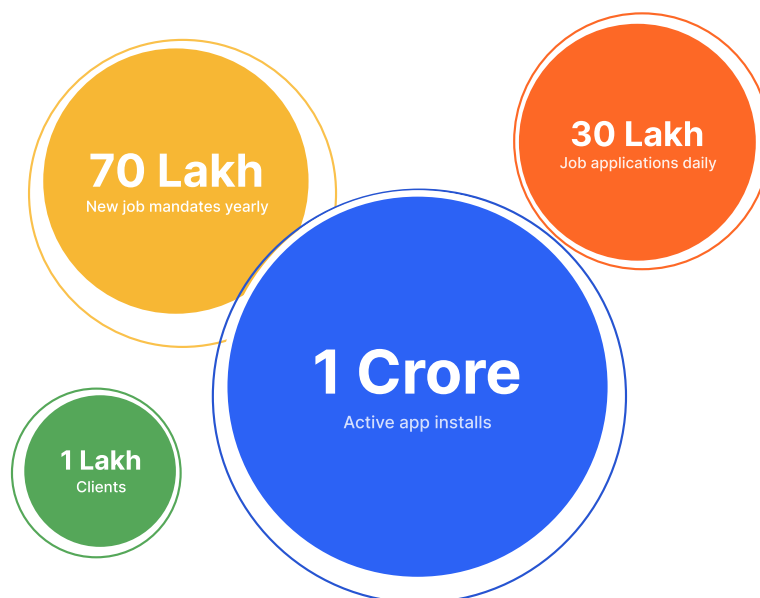 70 Lakh
New job mandates yearly
30 Lakh
Job applications daily
1 Crore
Active app installs
1 Lakh
Clients